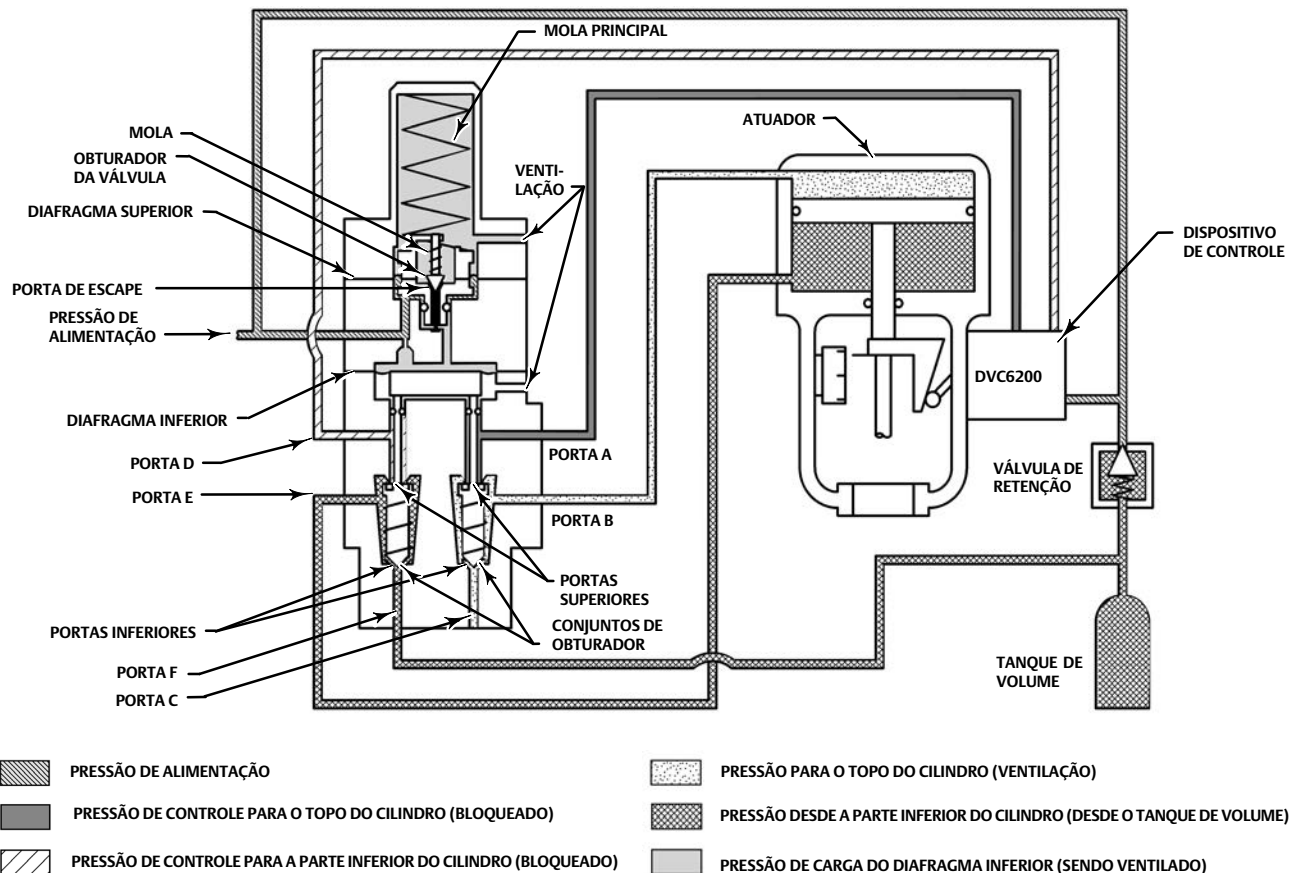 MOLA PRINCIPAL
MOLA
OBTURADOR
DA VÁLVULA
DIAFRAGMA SUPERIOR
PORTA DE ESCAPE
PRESSÃO DE
ALIMENTAÇÃO
VENTI-
LAÇÃO
ATUADOR
DISPOSITIVO
DE CONTROLE
DVC6200
DIAFRAGMA INFERIOR
PORTA D
PORTA E
PORTA A
PORTA B
VÁLVULA DE
RETENÇÃO
PORTAS
SUPERIORES
PORTAS INFERIORES
CONJUNTOS DE
OBTURADOR
PORTA F
PORTA C
TANQUE DE
VOLUME
PRESSÃO DE ALIMENTAÇÃO
PRESSÃO DE CONTROLE PARA O TOPO DO CILINDRO (BLOQUEADO)
PRESSÃO DE CONTROLE PARA A PARTE INFERIOR DO CILINDRO (BLOQUEADO)
PRESSÃO PARA O TOPO DO CILINDRO (VENTILAÇÃO)
PRESSÃO DESDE A PARTE INFERIOR DO CILINDRO (DESDE O TANQUE DE VOLUME)
PRESSÃO DE CARGA DO DIAFRAGMA INFERIOR (SENDO VENTILADO)